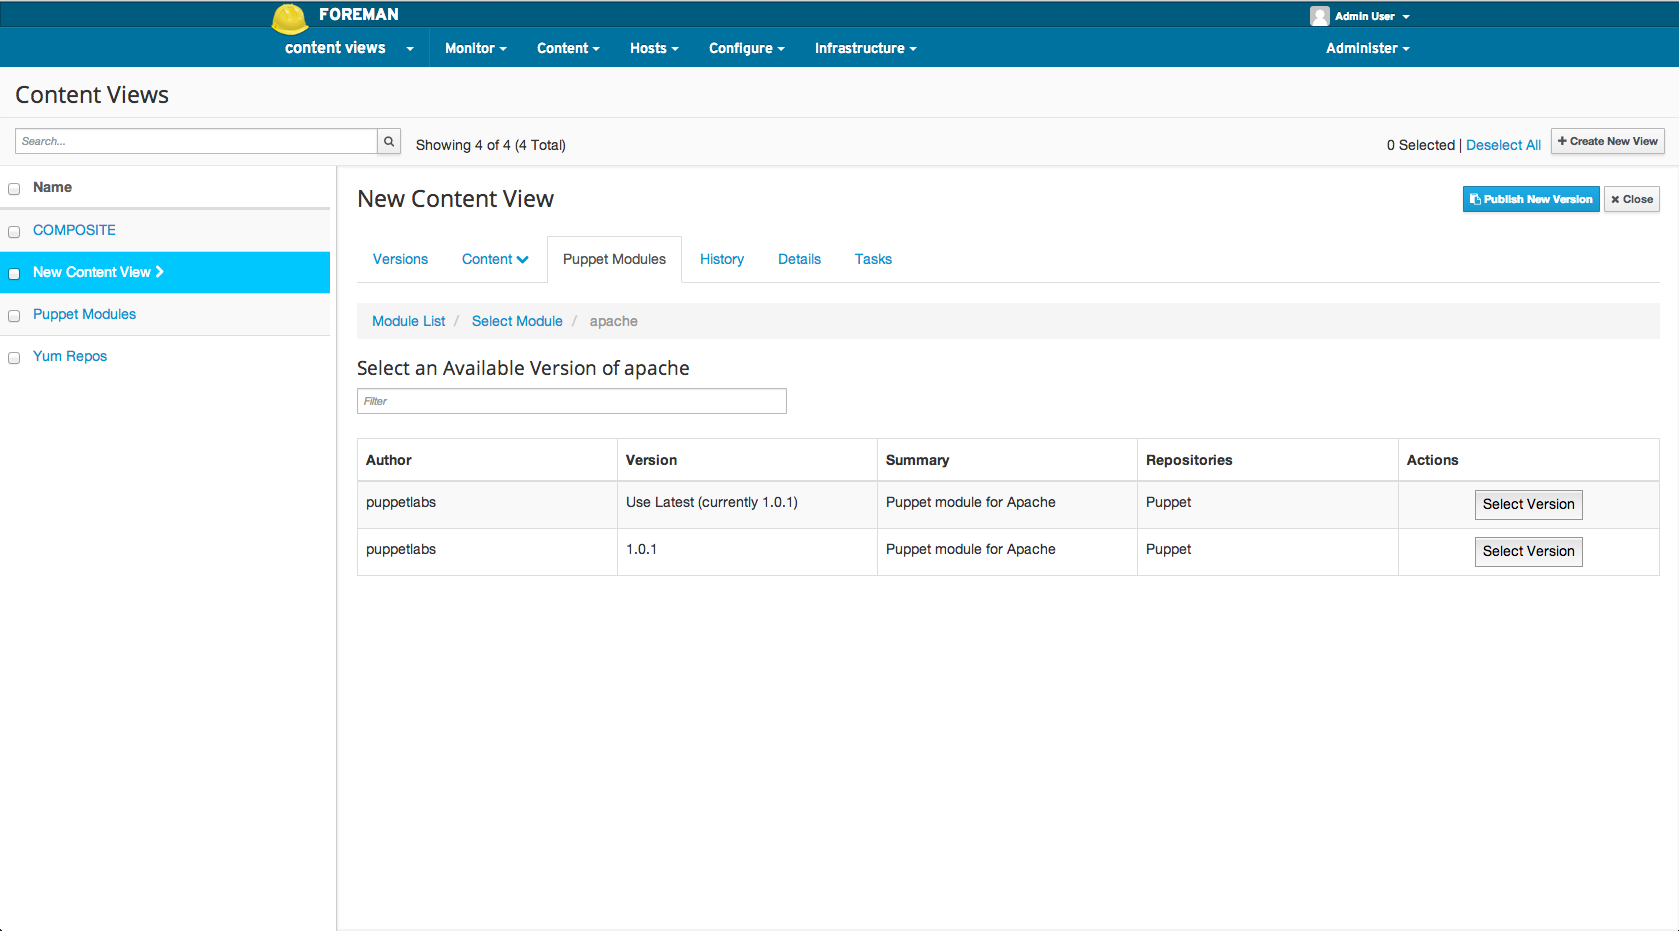 FOREMAN
Admin User
content views Monitor Content Hosts Configure Infrastructure Administer
Content Views
Search...
Showing 4 of 4 (4 Total)
0 Selected | Deselect All
+ Create New View
Name
COMPOSITE
New Content View
Puppet Modules
Yum Repos
New Content View
Publish New Version
× Close
Versions Content Puppet Modules History Details Tasks
Module List / Select Module / apache
Select an Available Version of apache
Filter
Author Version Summary Repositories Actions
puppetlabs Use Latest (currently 1.0.1) Puppet module for Apache Puppet Select Version
puppetlabs 1.0.1 Puppet module for Apache Puppet Select Version